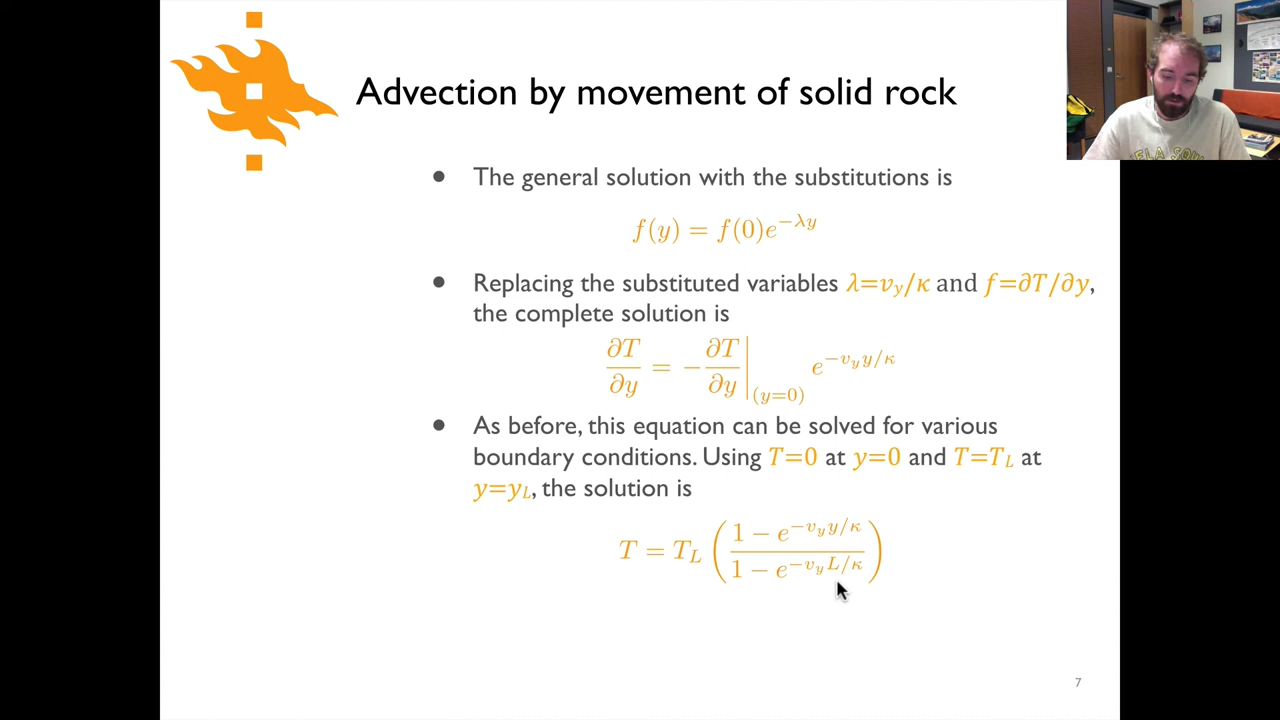 Advection by movement of solid rock
• The general solution with the substitutions is
f(y) = f(0)e^{−λy}
• Replacing the substituted variables λ=v_y/κ and f=∂T/∂y,
the complete solution is
∂T/∂y = −∂T/∂y|_{(y=0)} e^{−v_y y/κ}
• As before, this equation can be solved for various
boundary conditions. Using T=0 at y=0 and T=T_L at
y=y_L, the solution is
T = T_L ((1 − e^{−v_y y/κ})/(1 − e^{−v_y L/κ}))
7